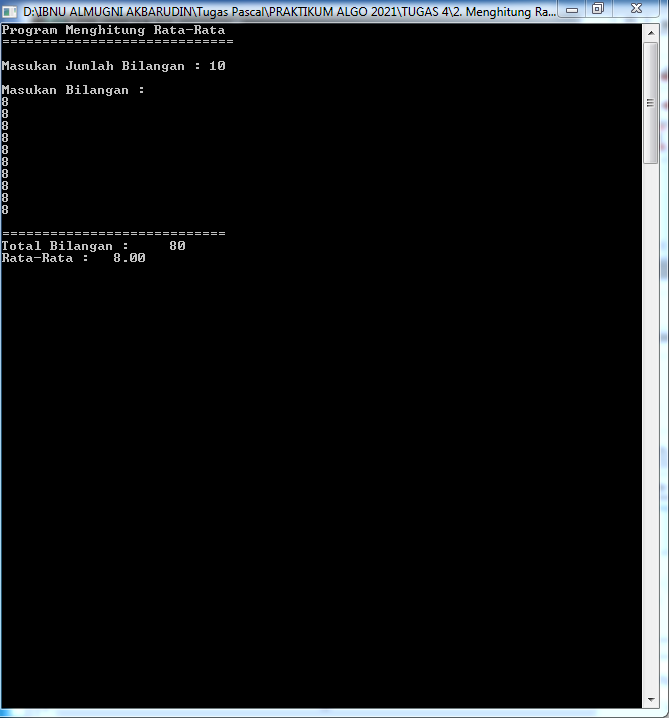 D:\IBNU ALMUGNI AKBARUDIN\Tugas Pascal\PRAKTIKUM ALGO 2021\TUGAS 4\2. Menghitung Ra...
Program Menghitung Rata-Rata
=============================
Masukan Jumlah Bilangan : 10
Masukan Bilangan :
8
8
8
8
8
8
8
8
8
8
============================
Total Bilangan :     80
Rata-Rata :   8.00